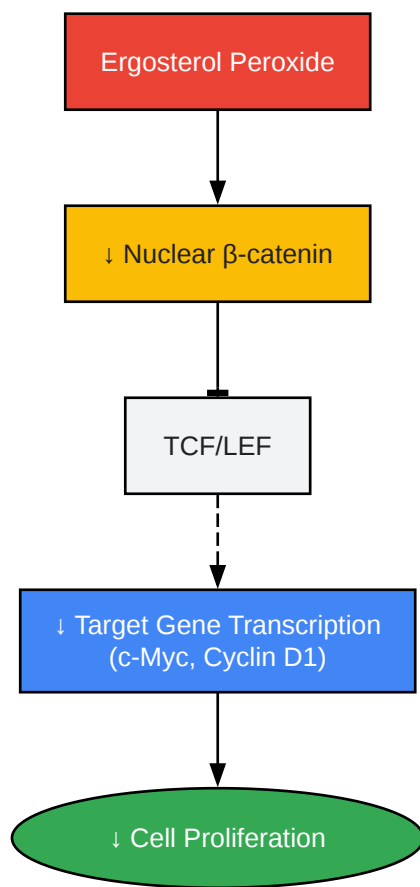 Ergosterol Peroxide
↓ Nuclear β-catenin
TCF/LEF
↓ Target Gene Transcription
(c-Myc, Cyclin D1)
↓ Cell Proliferation